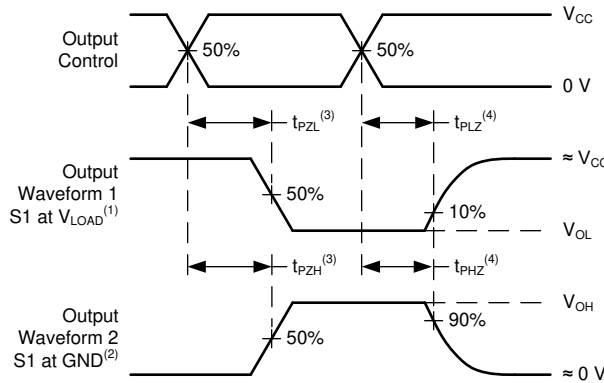 Output
Control
50%
50%
V_CC
0 V
t_PZL^(3)
t_PLZ^(4)
Output
Waveform 1
S1 at V_LOAD^(1)
50%
10%
≈ V_CC
V_OL
t_PZH^(3)
t_PHZ^(4)
Output
Waveform 2
S1 at GND^(2)
50%
90%
V_OH
≈ 0 V